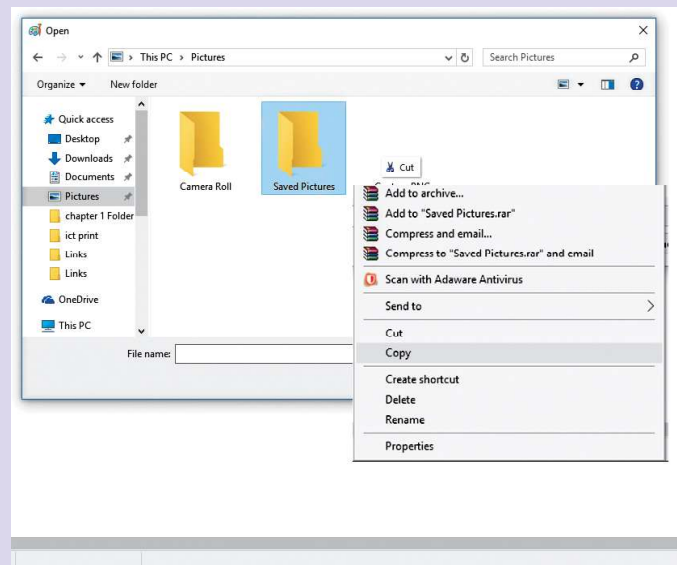 Open
This PC > Pictures
Search Pictures
Organize
New folder
Quick access
Desktop
Downloads
Documents
Pictures
chapter 1 Folder
ict print
Links
Links
OneDrive
This PC
Camera Roll
Saved Pictures
Cut
Add to archive...
Add to "Saved Pictures.rar"
Compress and email...
Compress to "Saved Pictures.rar" and email
Scan with Adaware Antivirus
Send to
Cut
Copy
Create shortcut
Delete
Rename
Properties
File name: